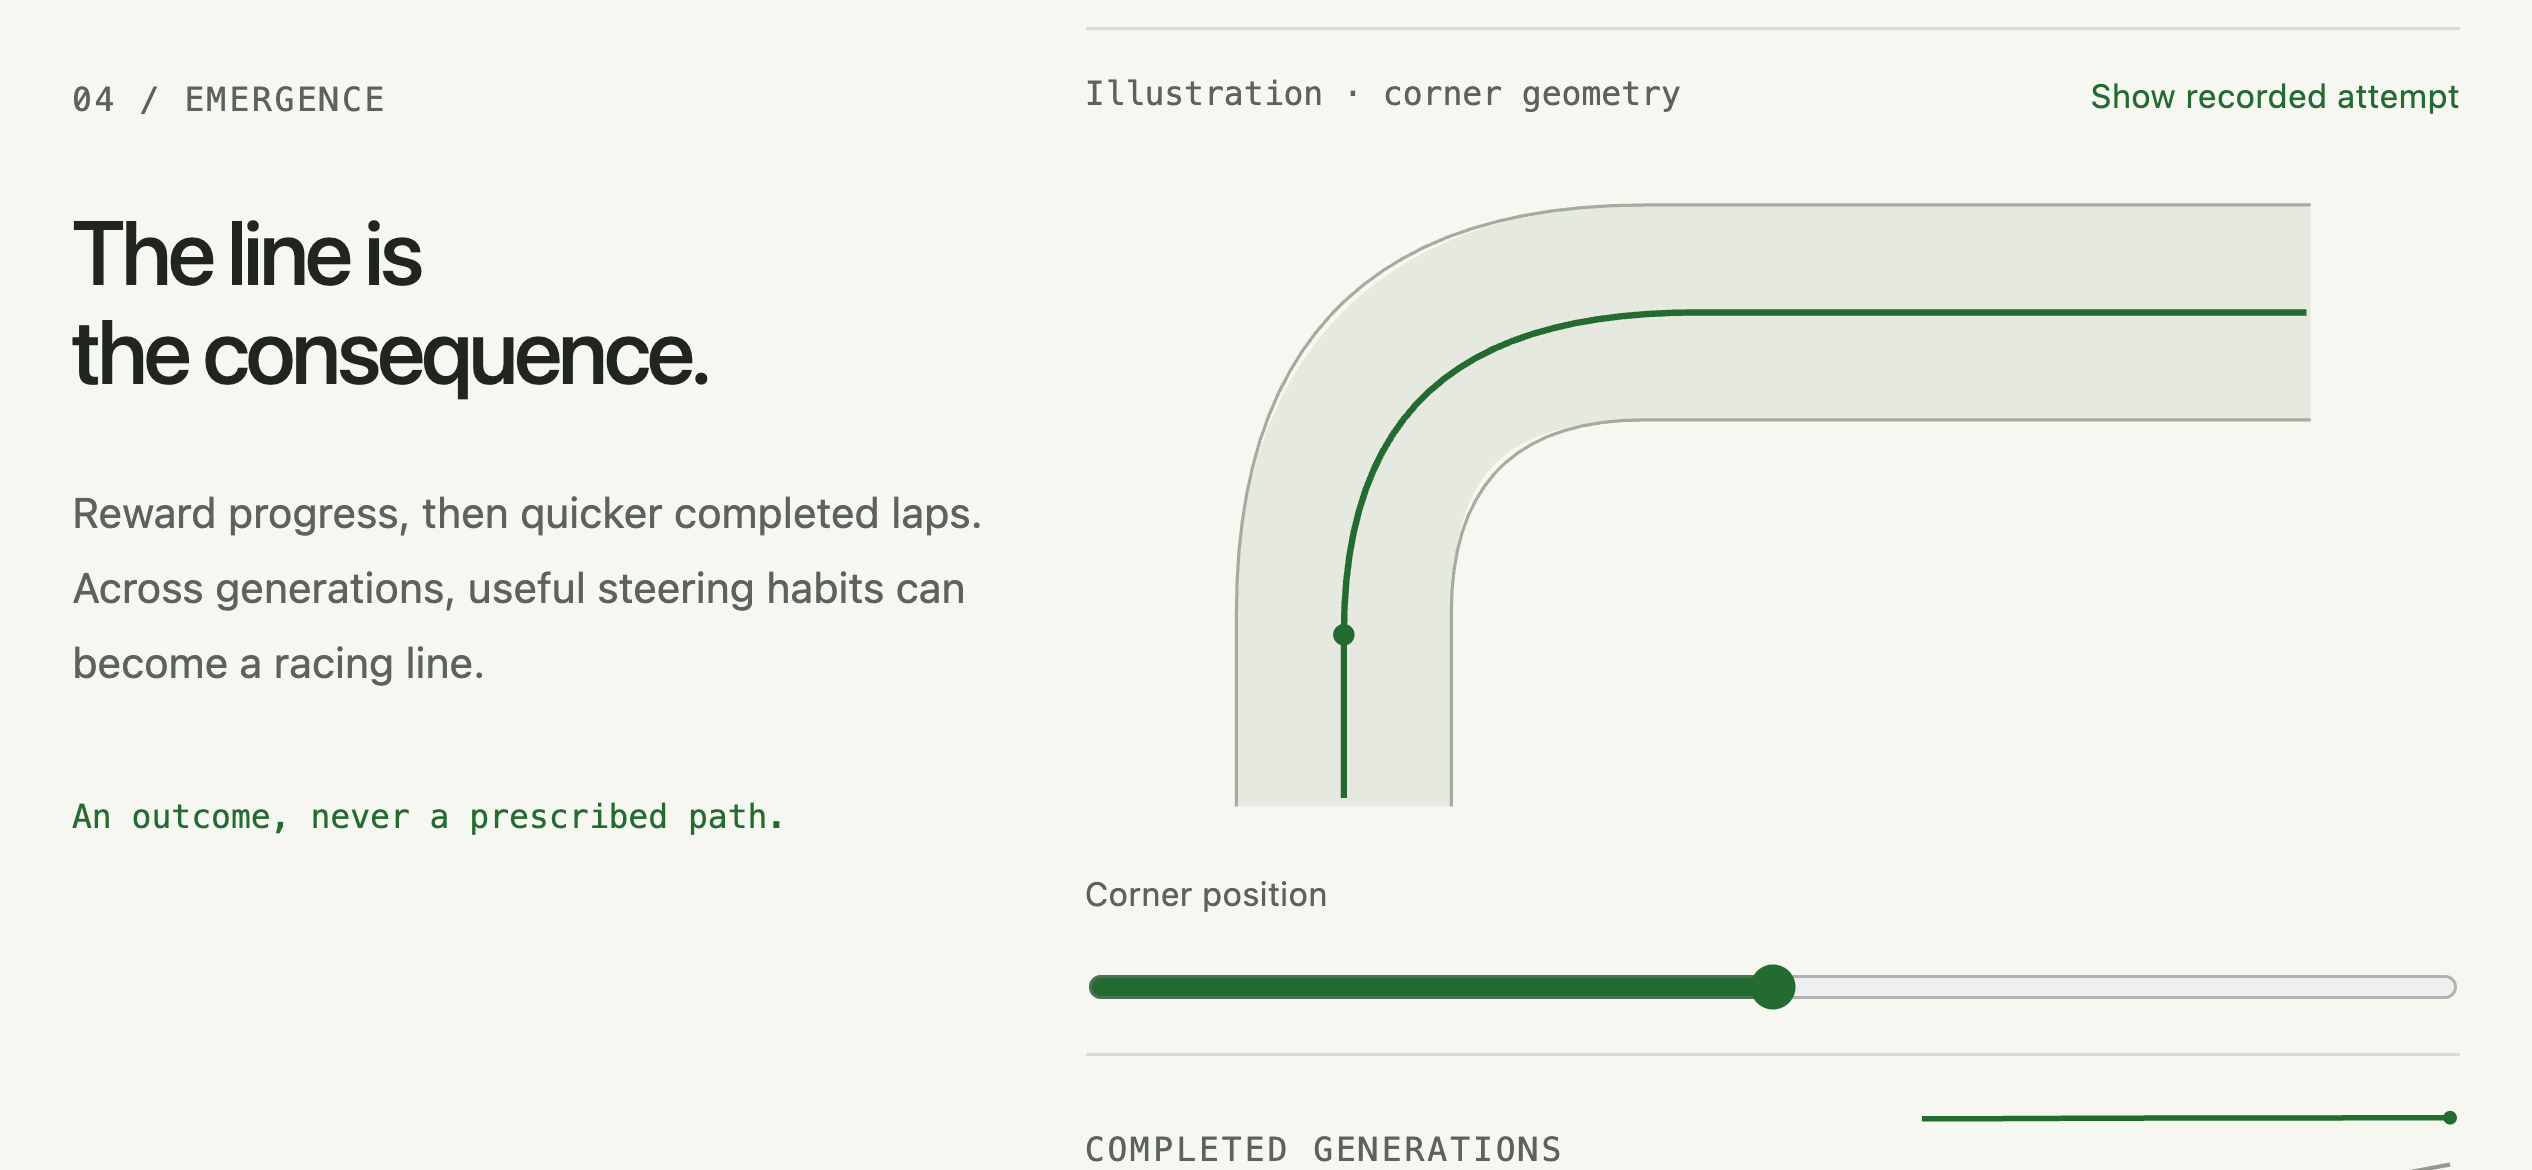 04 / EMERGENCE
The line is
the consequence.
Reward progress, then quicker completed laps.
Across generations, useful steering habits can
become a racing line.
An outcome, never a prescribed path.
Illustration · corner geometry
Show recorded attempt
Corner position
COMPLETED GENERATIONS